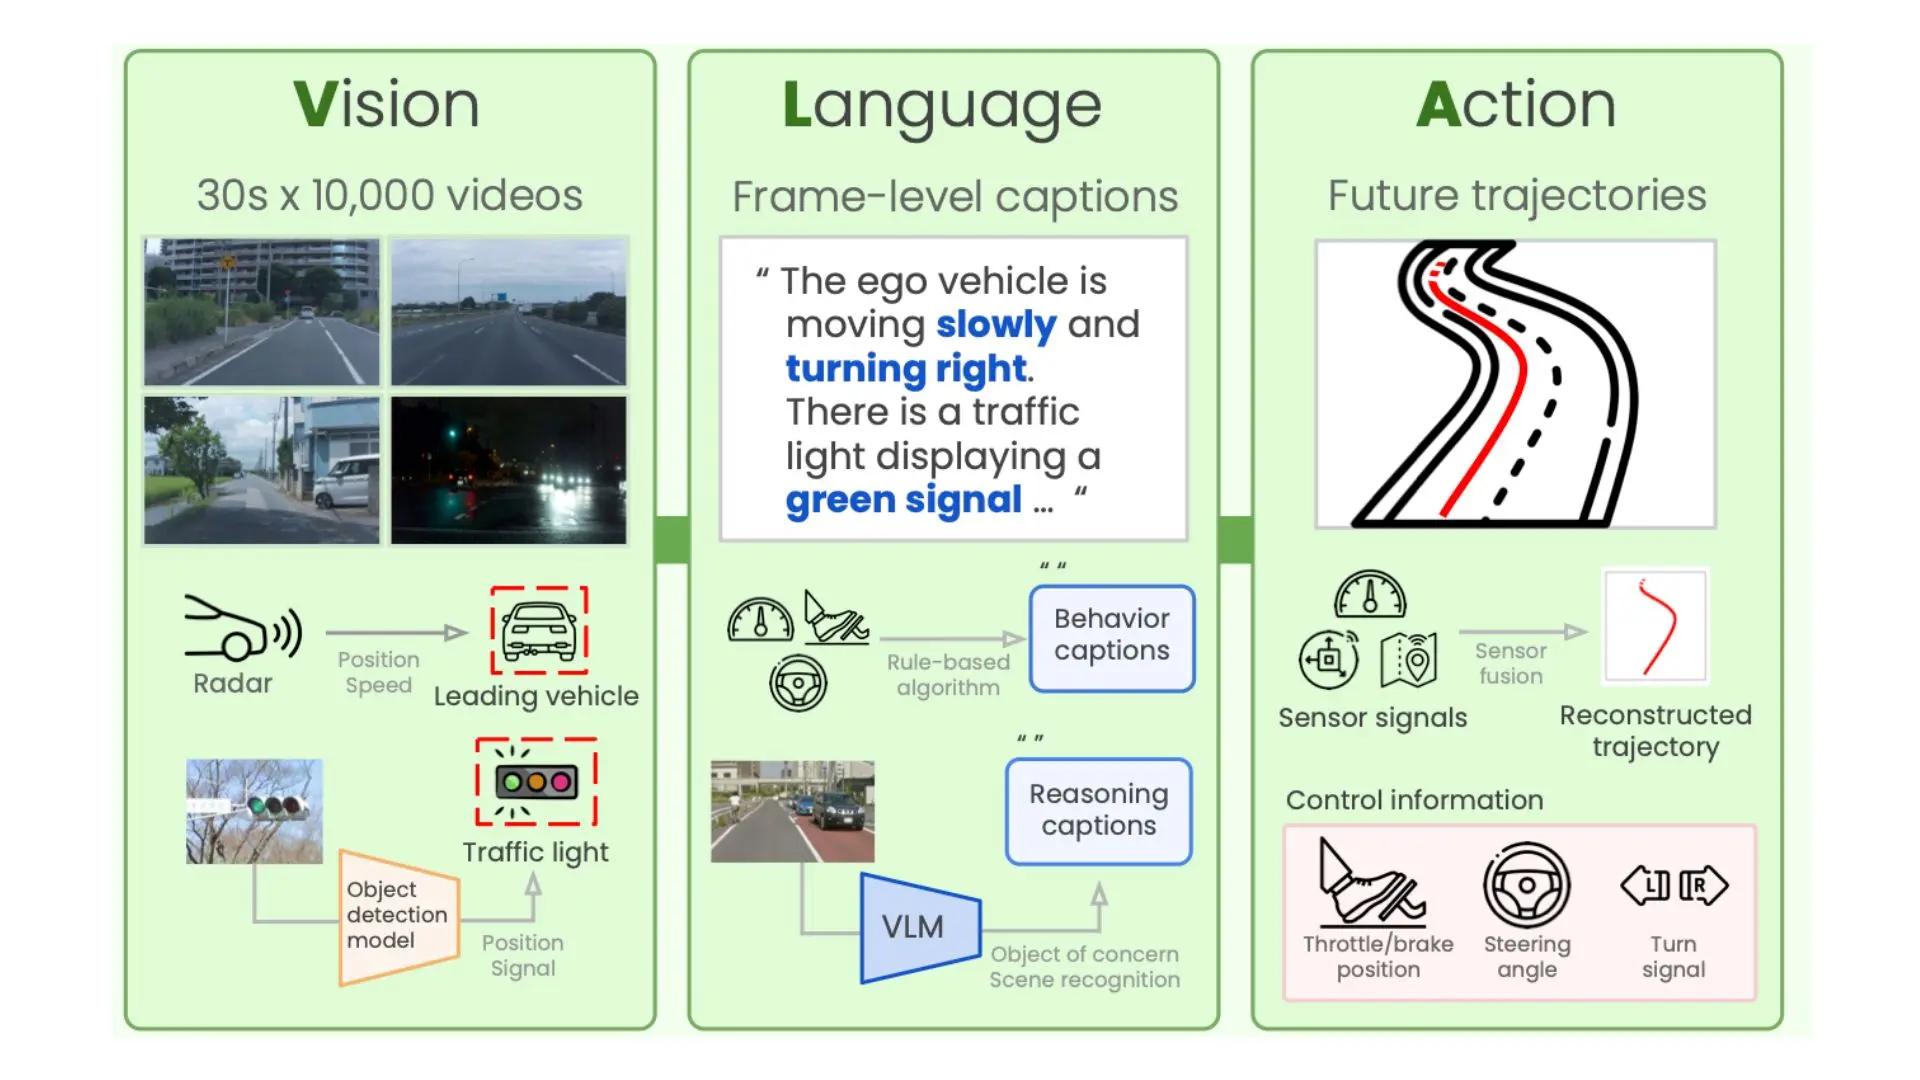 Vision
30s x 10,000 videos
Radar
Position
Speed
Leading vehicle
Traffic light
Object
detection
model
Position
Signal
Language
Frame-level captions
“ The ego vehicle is
moving slowly and
turning right.
There is a traffic
light displaying a
green signal ... “
Rule-based
algorithm
“ “
Behavior
captions
“ ”
Reasoning
captions
VLM
Object of concern
Scene recognition
Action
Future trajectories
Sensor signals
Sensor
fusion
Reconstructed
trajectory
Control information
Throttle/brake
position
Steering
angle
L R
Turn
signal